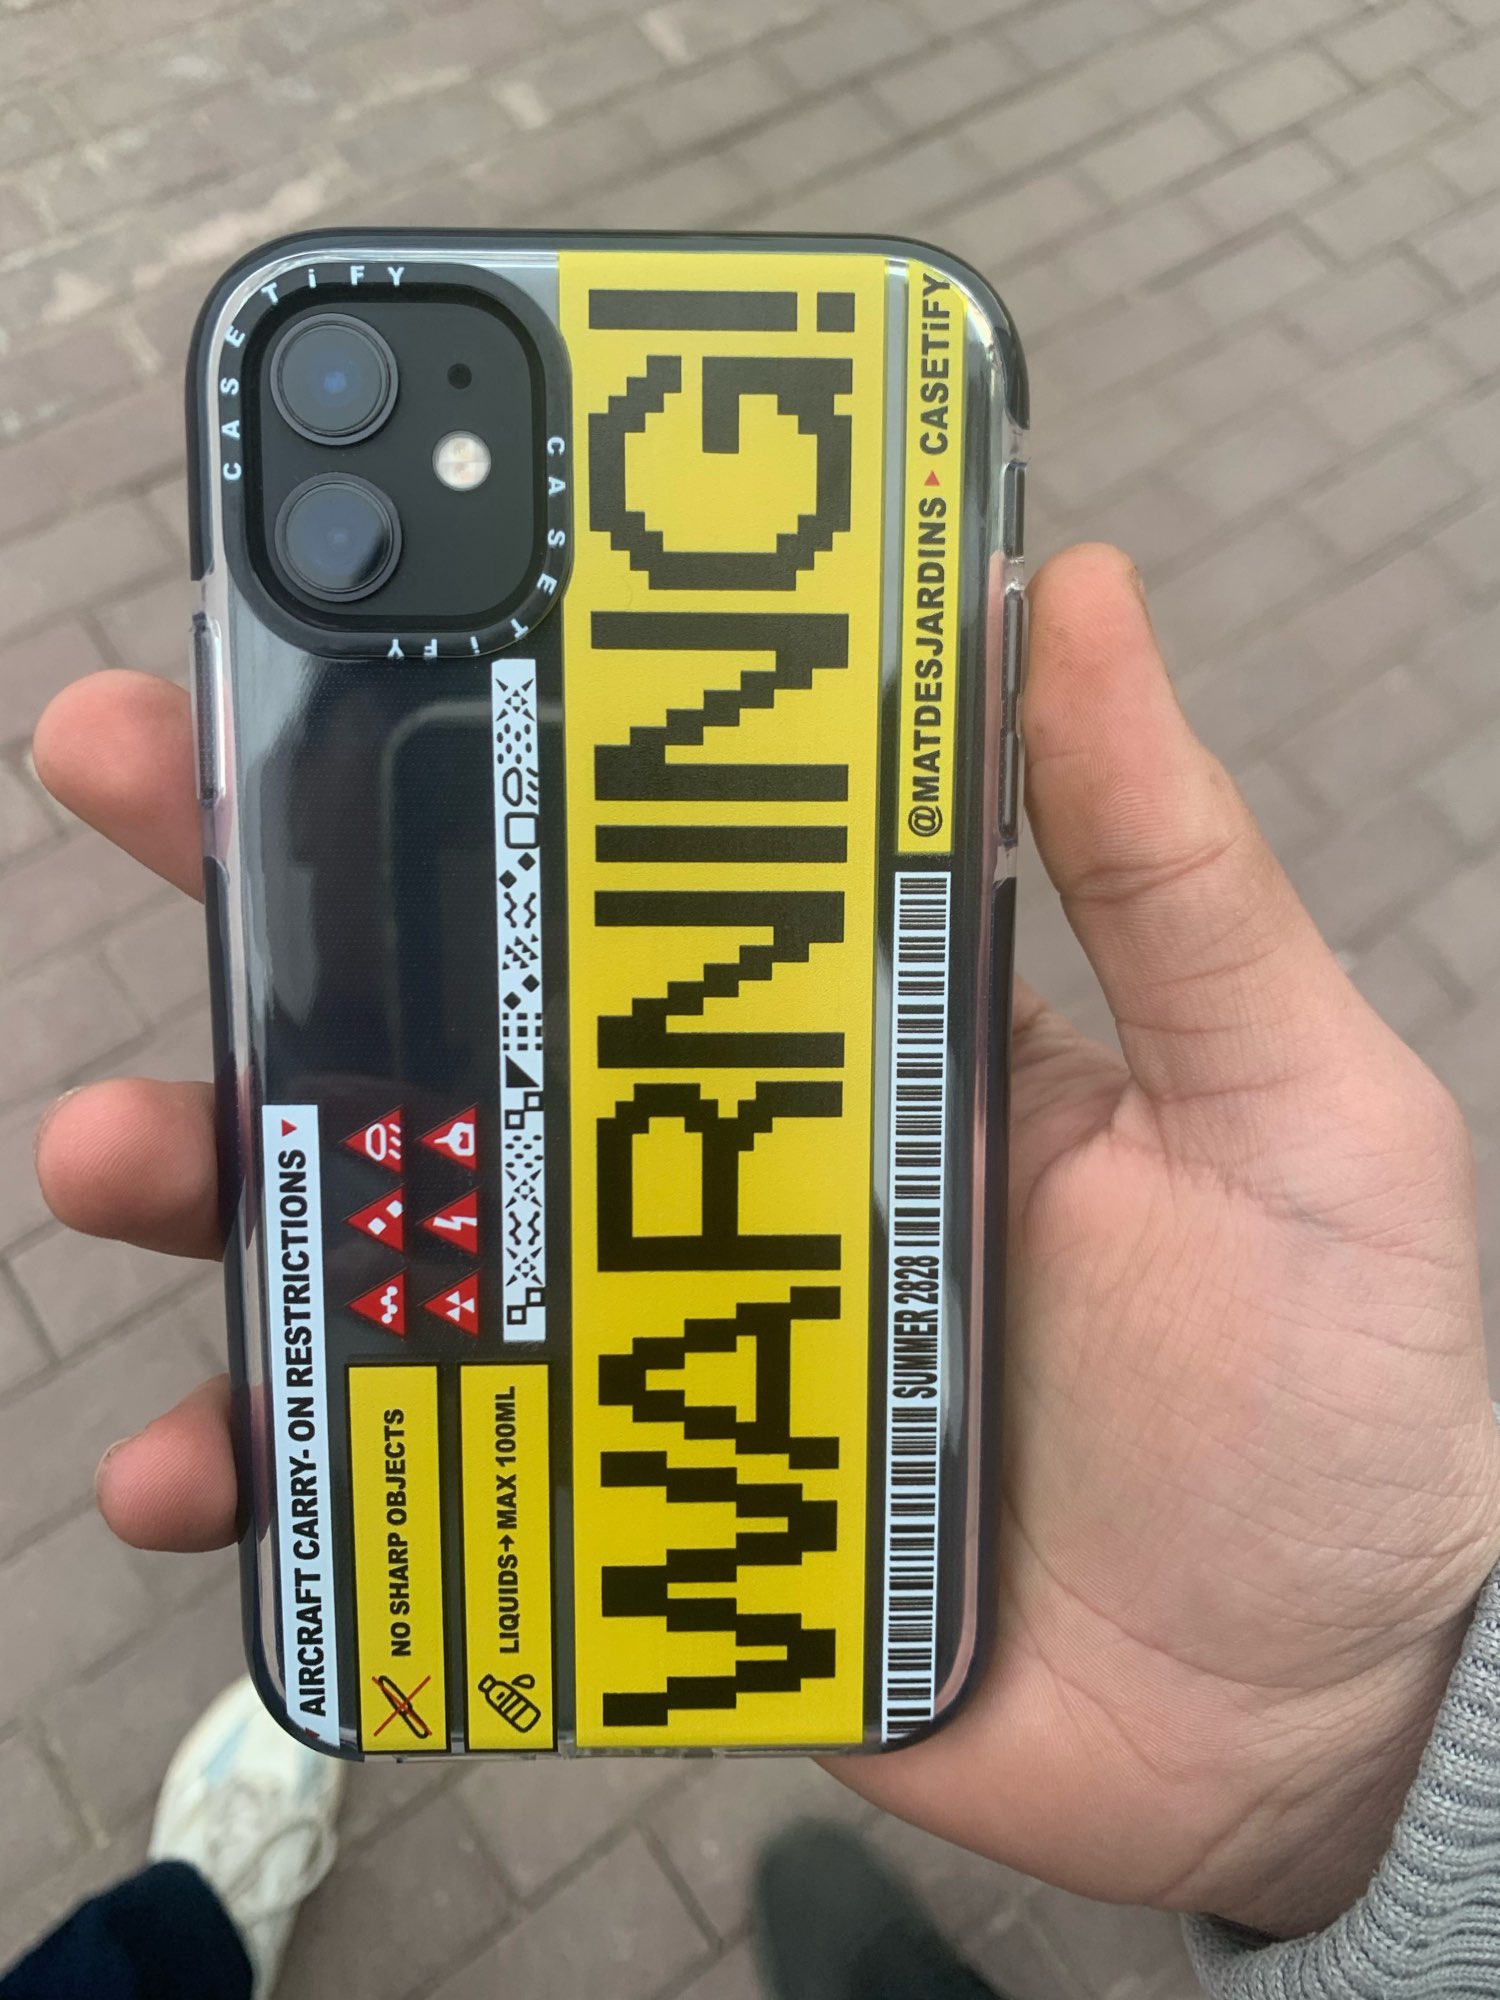 CASETiFY
CASETiFY
▼ AIRCRAFT CARRY- ON RESTRICTIONS ▼
NO SHARP OBJECTS
LIQUIDS→ MAX 100ML
WARNING!
@MATDESJARDINS ▸ CASETiFY
SUMMER 2828